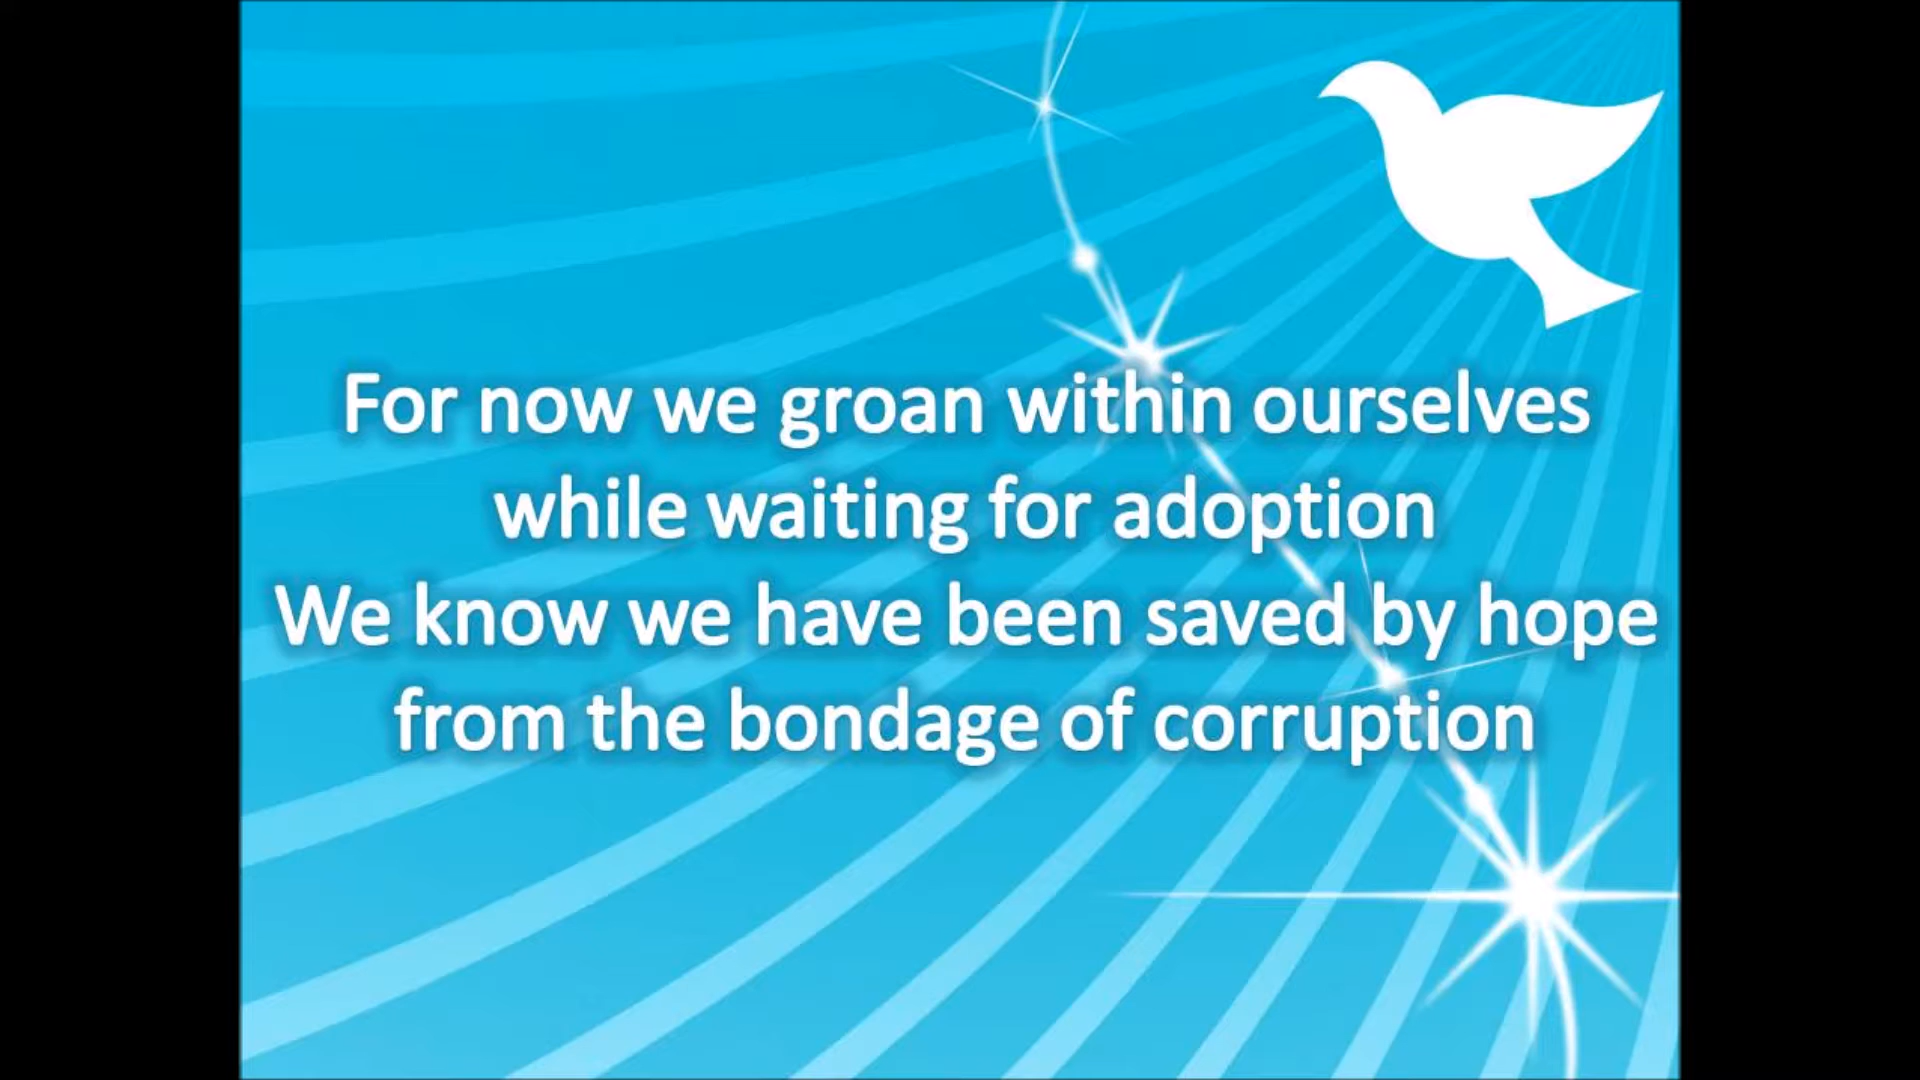 For now we groan within ourselves
while waiting for adoption
We know we have been saved by hope
from the bondage of corruption